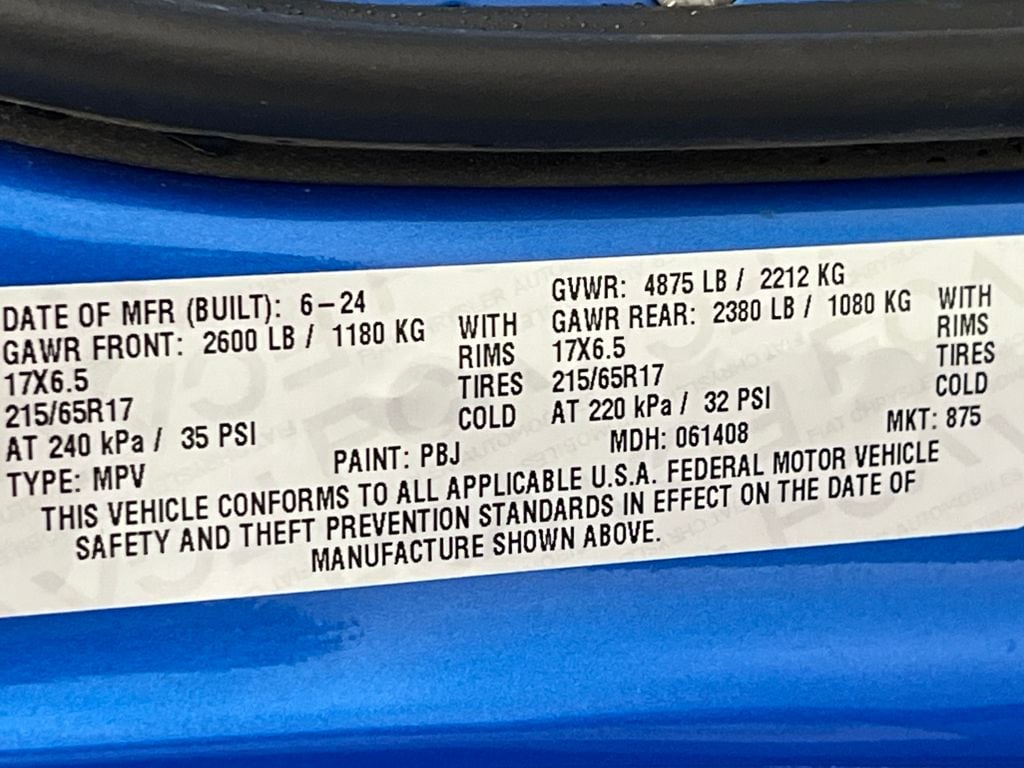 DATE OF MFR (BUILT): 6-24 GVWR: 4875 LB / 2212 KG
GAWR FRONT: 2600 LB / 1180 KG WITH GAWR REAR: 2380 LB / 1080 KG WITH
17X6.5 RIMS 17X6.5 RIMS
215/65R17 TIRES 215/65R17 TIRES
AT 240 kPa / 35 PSI COLD AT 220 kPa / 32 PSI COLD
TYPE: MPV PAINT: PBJ MDH: 061408 MKT: 875
THIS VEHICLE CONFORMS TO ALL APPLICABLE U.S.A. FEDERAL MOTOR VEHICLE
SAFETY AND THEFT PREVENTION STANDARDS IN EFFECT ON THE DATE OF
MANUFACTURE SHOWN ABOVE.